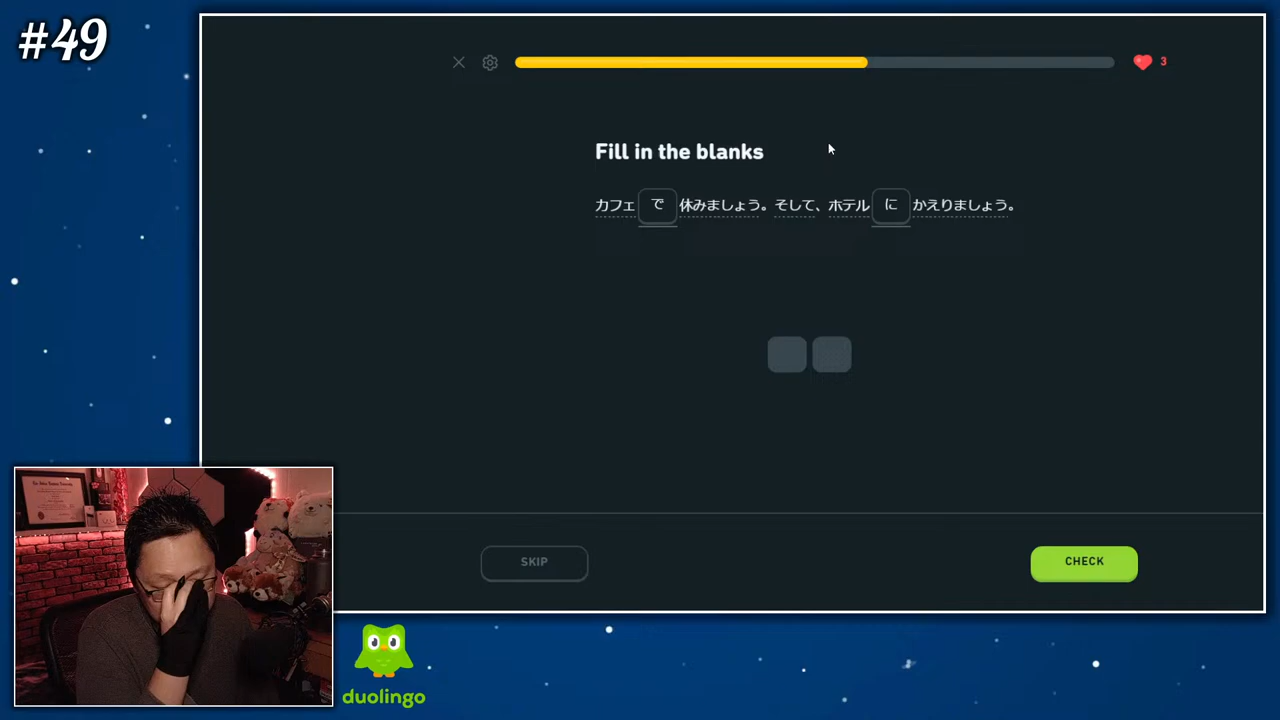 #49
3
Fill in the blanks
カフェ で 休みましょう。そして、ホテル に かえりましょう。
SKIP
CHECK
duolingo